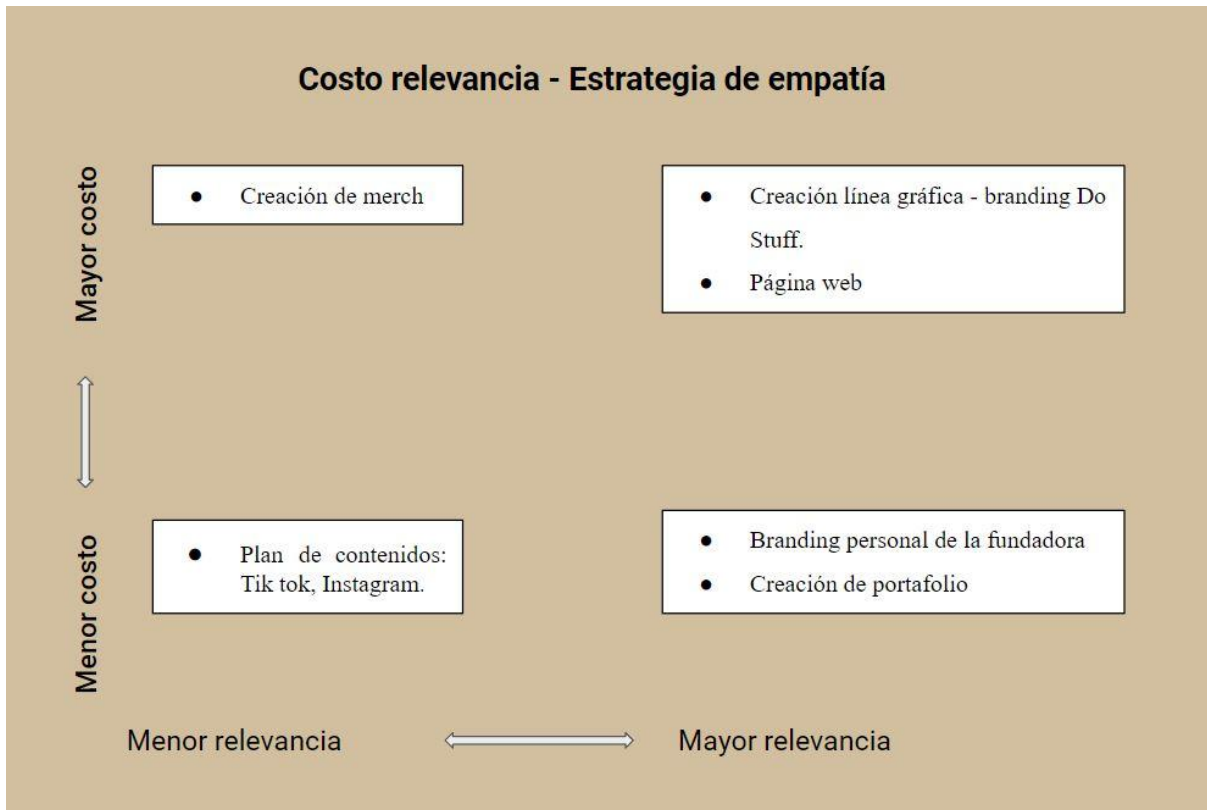 Costo relevancia - Estrategia de empatía
Mayor costo
● Creación de merch
● Creación línea gráfica - branding Do
Stuff.
● Página web
Menor costo
● Plan de contenidos:
Tik tok, Instagram.
● Branding personal de la fundadora
● Creación de portafolio
Menor relevancia
Mayor relevancia